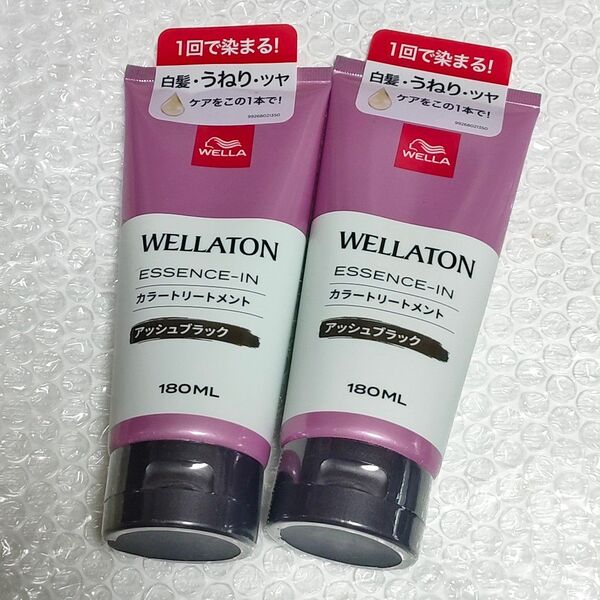 1回で染まる!
白髪・うねり・ツヤ
ケアをこの1本で!
99268021350
WELLA
WELLATON
ESSENCE-IN
カラートリートメント
アッシュブラック
180ML
1回で染まる!
白髪・うねり・ツヤ
ケアをこの1本で!
99268021350
WELLA
WELLATON
ESSENCE-IN
カラートリートメント
アッシュブラック
180ML